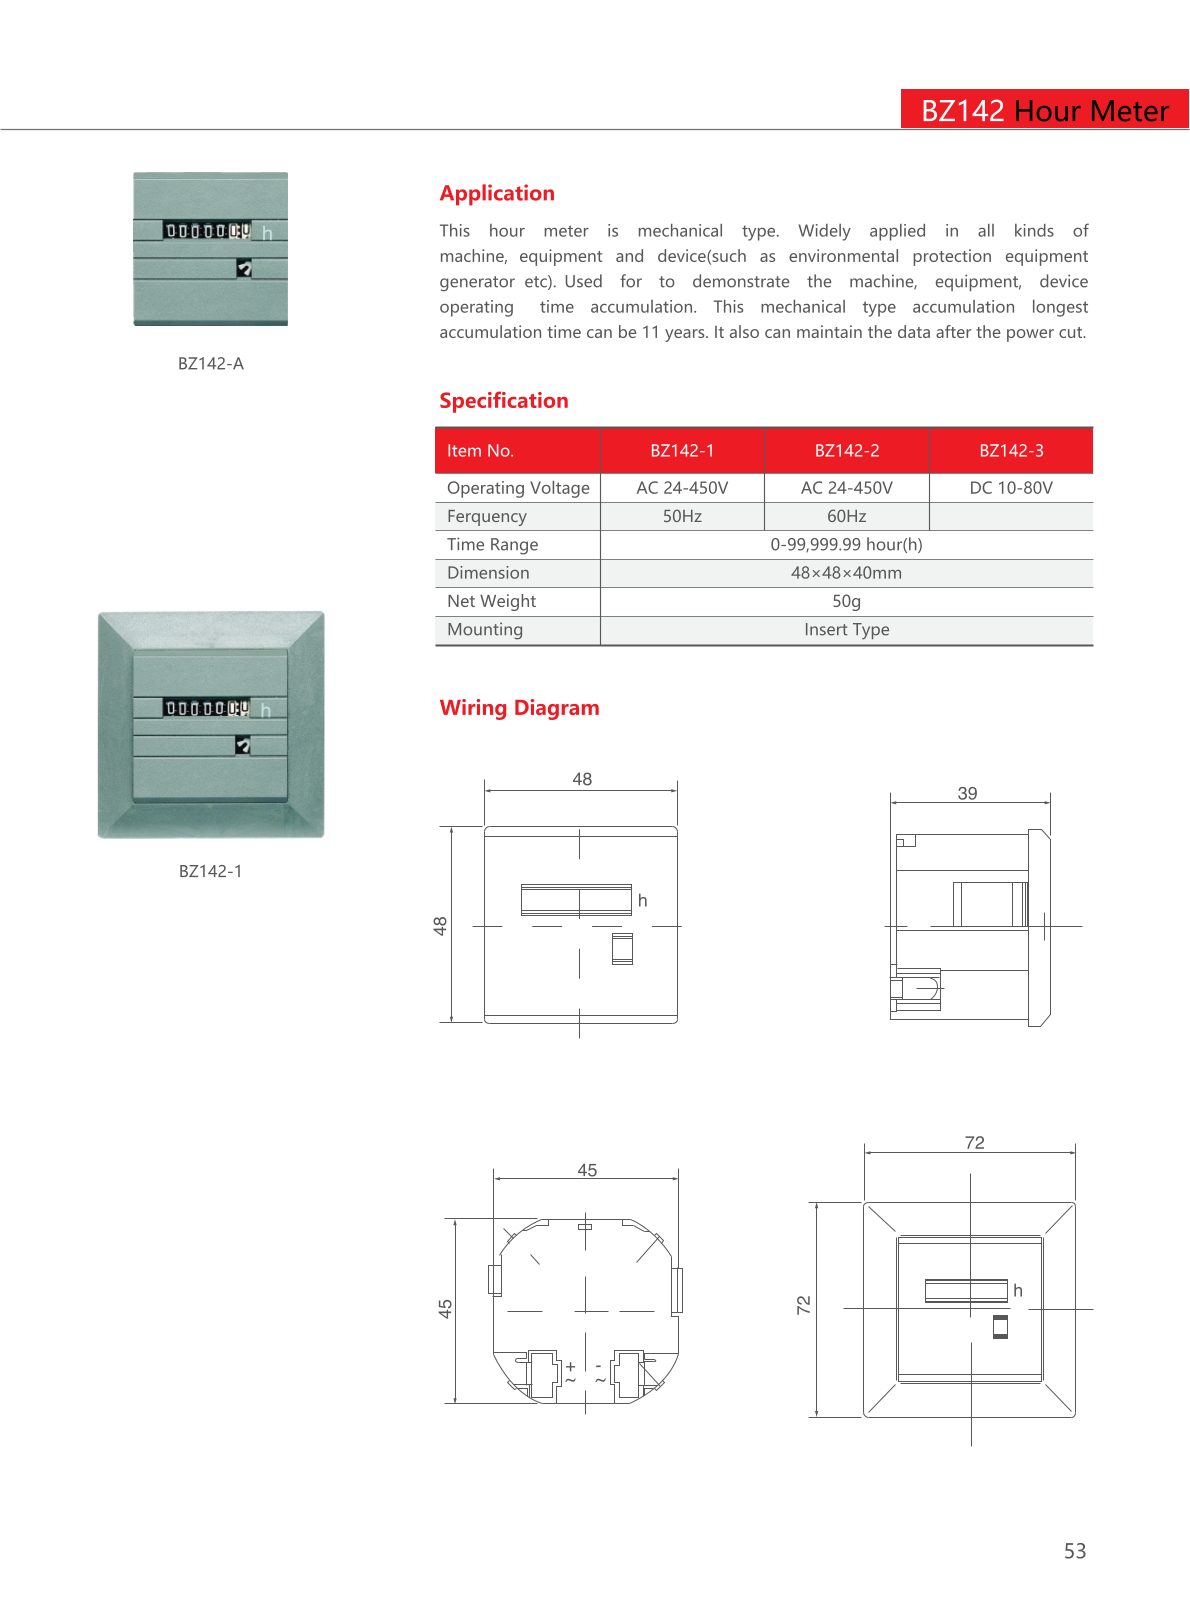 BZ142 Hour Meter
Application
This hour meter is mechanical type. Widely applied in all kinds of
machine, equipment and device(such as environmental protection equipment
generator etc). Used for to demonstrate the machine, equipment, device
operating time accumulation. This mechanical type accumulation longest
accumulation time can be 11 years. It also can maintain the data after the power cut.
000000 h
BZ142-A
Specification
Item No. BZ142-1 BZ142-2 BZ142-3
Operating Voltage AC 24-450V AC 24-450V DC 10-80V
Ferquency 50Hz 60Hz
Time Range 0-99,999.99 hour(h)
Dimension 48×48×40mm
Net Weight 50g
Mounting Insert Type
000000 h
BZ142-1
Wiring Diagram
48
48
h
39
45
45
+ -
~ ~
72
72
h
53